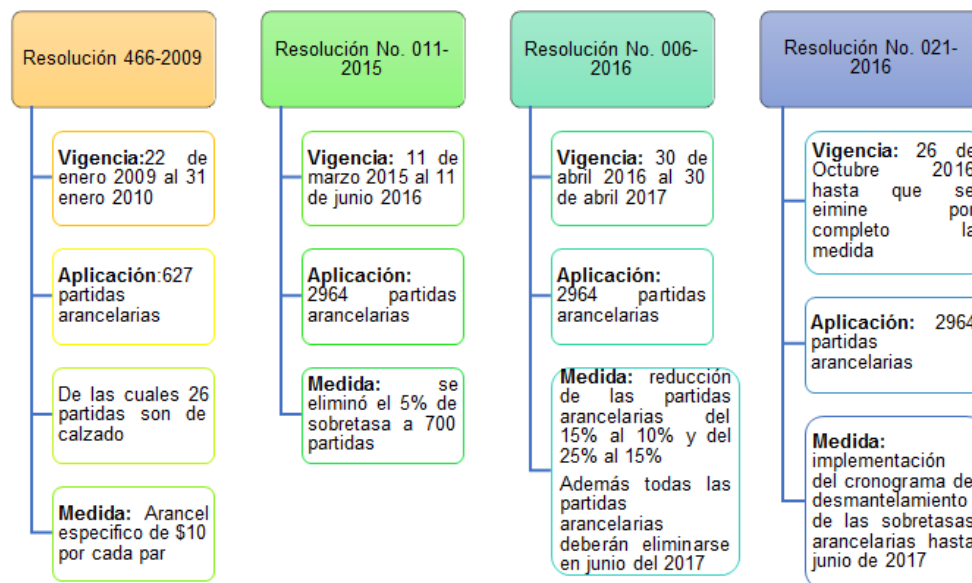 Resolución 466-2009
Vigencia:22 de
enero 2009 al 31
enero 2010
Aplicación:627
partidas
arancelarias
De las cuales 26
partidas son de
calzado
Medida: Arancel
especifico de $10
por cada par
Resolución No. 011-
2015
Vigencia: 11 de
marzo 2015 al 11
de junio 2016
Aplicación:
2964 partidas
arancelarias
Medida: se
eliminó el 5% de
sobretasa a 700
partidas
Resolución No. 006-
2016
Vigencia: 30 de
abril 2016 al 30
de abril 2017
Aplicación:
2964 partidas
arancelarias
Medida: reducción
de las partidas
arancelarias del
15% al 10% y del
25% al 15%
Además todas las
partidas
arancelarias
deberán eliminarse
en junio del 2017
Resolución No. 021-
2016
Vigencia: 26 de
Octubre 2016
hasta que se
eimine por
completo la
medida
Aplicación: 2964
partidas
arancelarias
Medida:
implementación
del cronograma de
desmantelamiento
de las sobretasas
arancelarias hasta
junio de 2017